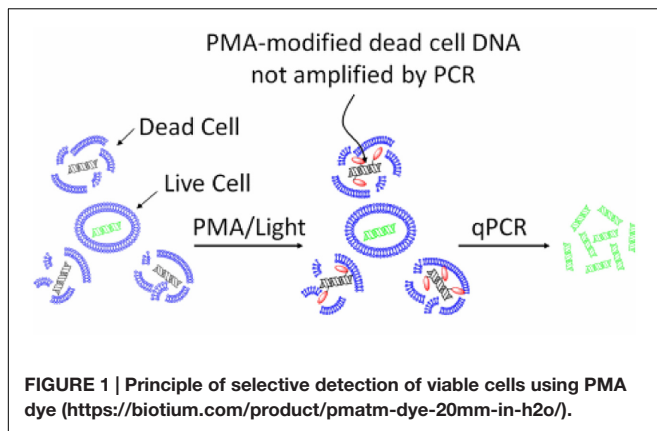 PMA-modified dead cell DNA
not amplified by PCR
Dead Cell
Live Cell
PMA/Light
qPCR
FIGURE 1 | Principle of selective detection of viable cells using PMA
dye (https://biotium.com/product/pmatm-dye-20mm-in-h2o/).